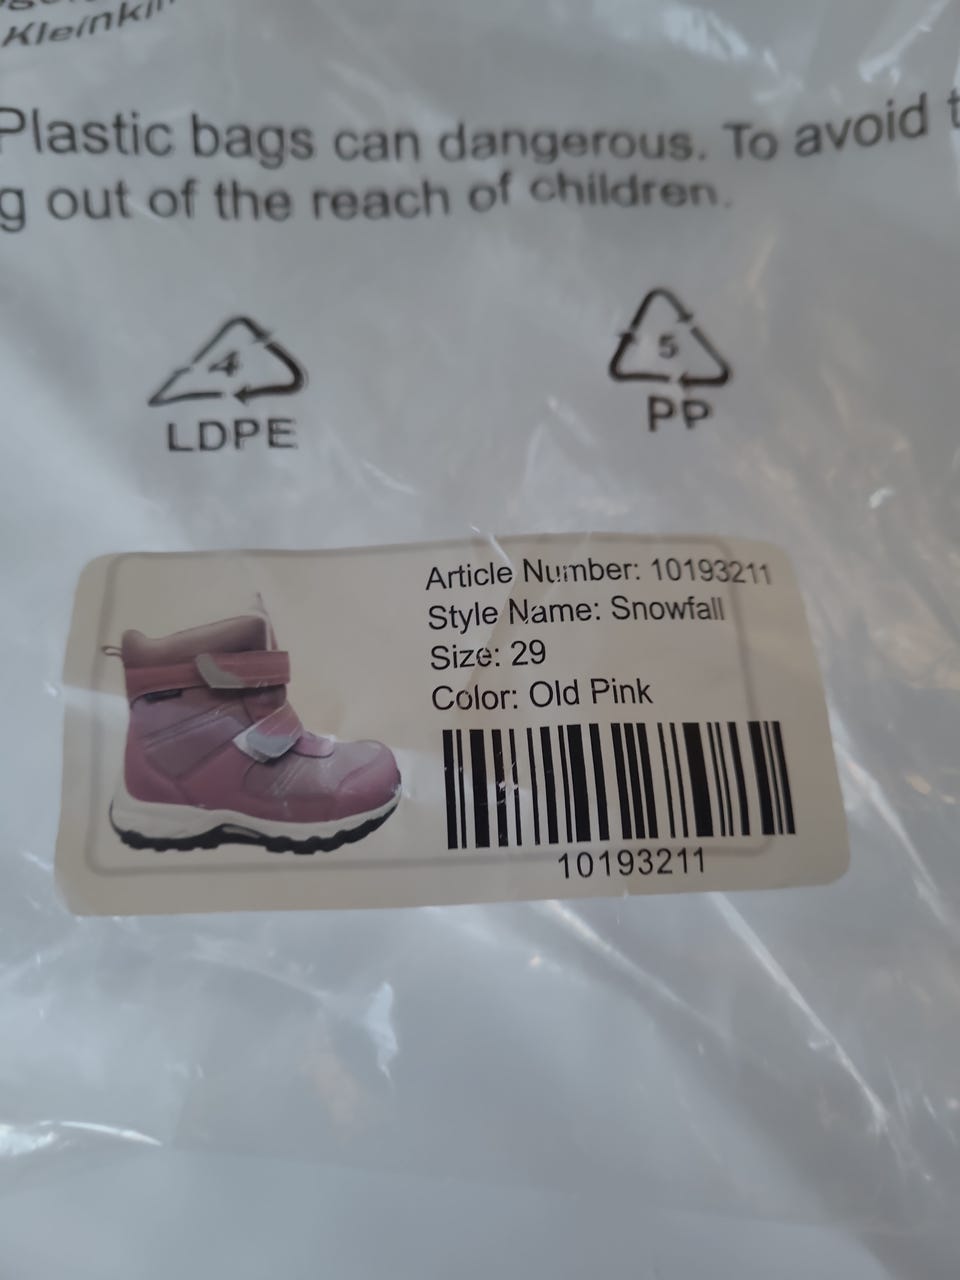 Kleinki
Plastic bags can dangerous. To avoid
g out of the reach of children.
4
LDPE
5
PP
Article Number: 10193211
Style Name: Snowfall
Size: 29
Color: Old Pink
10193211